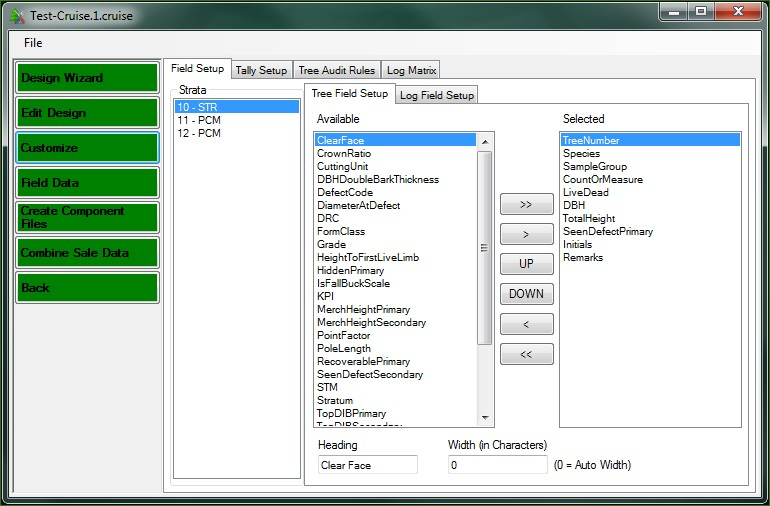 Test-Cruise.1.cruise
File
Design Wizard
Edit Design
Customize
Field Data
Create Component
Files
Combine Sale Data
Back
Field Setup
Tally Setup
Tree Audit Rules
Log Matrix
Strata
10 - STR
11 - PCM
12 - PCM
Tree Field Setup
Log Field Setup
Available
ClearFace
CrownRatio
CuttingUnit
DBHDoubleBarkThickness
DefectCode
DiameterAtDefect
DRC
FormClass
Grade
HeightToFirstLiveLimb
HiddenPrimary
IsFallBuckScale
KPI
MerchHeightPrimary
MerchHeightSecondary
PointFactor
PoleLength
RecoverablePrimary
SeenDefectSecondary
STM
Stratum
TopDIBPrimary
TopDIBSecondary
>>
>
UP
DOWN
<
<<
Selected
TreeNumber
Species
SampleGroup
CountOrMeasure
LiveDead
DBH
TotalHeight
SeenDefectPrimary
Initials
Remarks
Heading
Clear Face
Width (in Characters)
0
(0 = Auto Width)